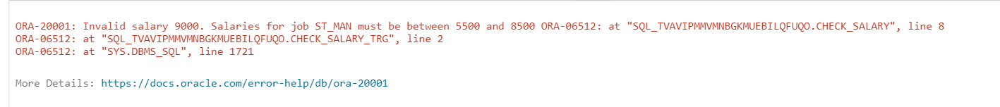 ORA-20001: Invalid salary 9000. Salaries for job ST_MAN must be between 5500 and 8500 ORA-06512: at "SQL_TVAVIPMMVMNBGKMUEBILQFUQO.CHECK_SALARY", line 8
ORA-06512: at "SQL_TVAVIPMMVMNBGKMUEBILQFUQO.CHECK_SALARY_TRG", line 2
ORA-06512: at "SYS.DBMS_SQL", line 1721
More Details: https://docs.oracle.com/error-help/db/ora-20001